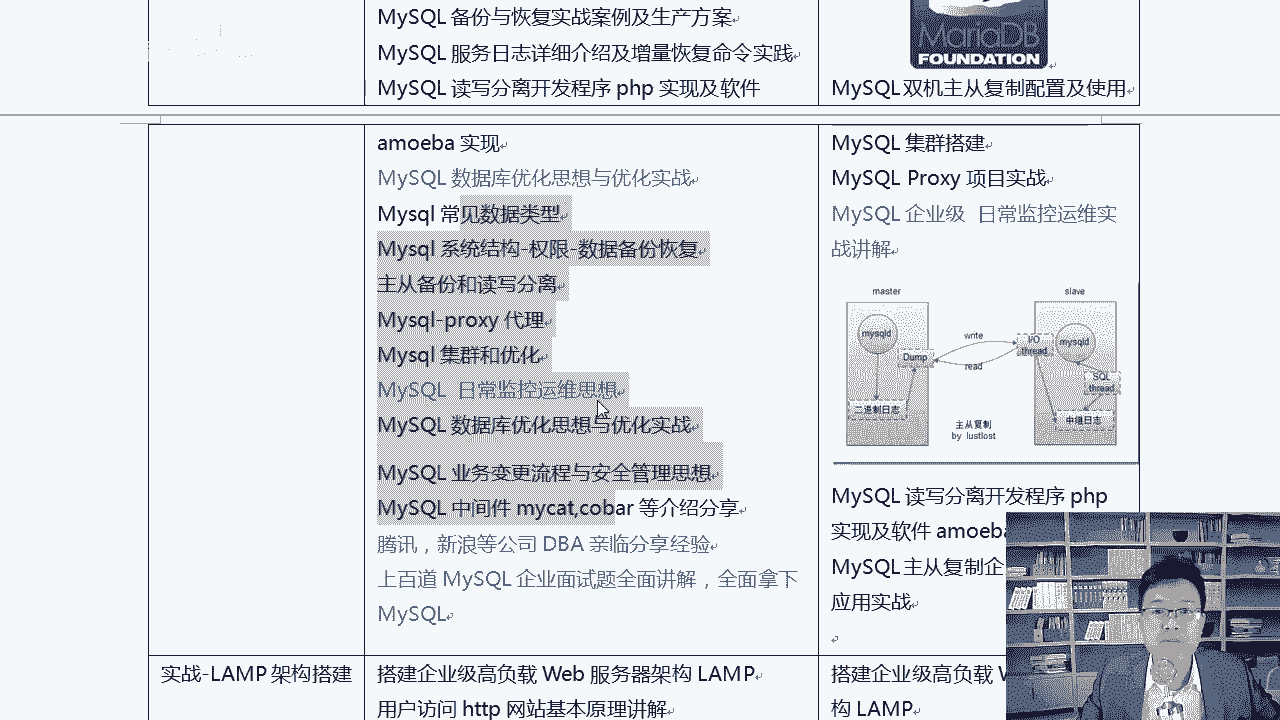 MySQL 备份与恢复实战案例及生产方案
MySQL 服务日志详细介绍及增量恢复命令实践
MySQL 读写分离开发程序 php 实现及软件
MariaDB
FOUNDATION
MySQL 双机主从复制配置及使用
amoeba 实现
MySQL 数据库优化思想与优化实战
Mysql 常见数据类型
Mysql 系统结构-权限-数据备份恢复
主从备份和读写分离
Mysql-proxy 代理
Mysql 集群和优化
MySQL 日常监控运维思想
MySQL 数据库优化思想与优化实战
MySQL 业务变更流程与安全管理思想
MySQL 中间件 mycat,cobar 等介绍分享
腾讯，新浪等公司 DBA 亲临分享经验
上百道 MySQL 企业面试题全面讲解，全面拿下
MySQL
MySQL 集群搭建
MySQL Proxy 项目实战
MySQL 企业级 日常监控运维实
战讲解
master
slave
mysqld
write
I/O
thread
mysqld
Dump
read
SQL
thread
二进制日志
中继日志
主从复制
by lustlost
MySQL 读写分离开发程序 php
实现及软件 amoeba
MySQL 主从复制企
应用实战
实战-LAMP 架构搭建
搭建企业级高负载 Web 服务器架构 LAMP
用户访问 http 网站基本原理讲解
搭建企业级高负载
构 LAMP